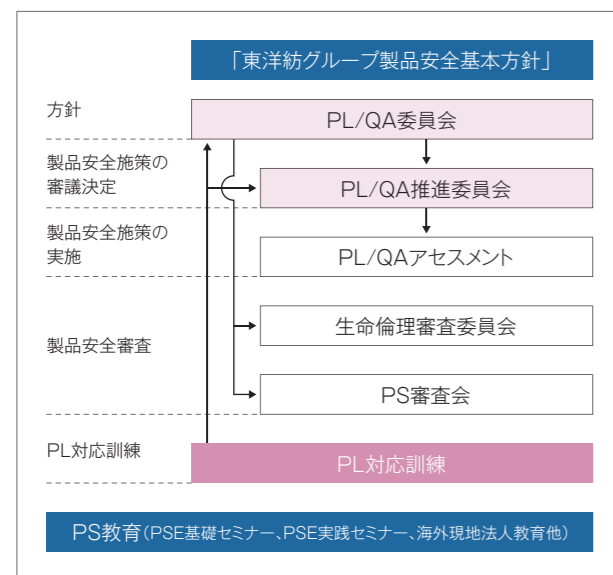 「東洋紡グループ製品安全基本方針」
方針
PL/QA委員会
製品安全施策の
審議決定
PL/QA推進委員会
製品安全施策の
実施
PL/QAアセスメント
生命倫理審査委員会
製品安全審査
PS審査会
PL対応訓練
PL対応訓練
PS教育(PSE基礎セミナー、PSE実践セミナー、海外現地法人教育他)